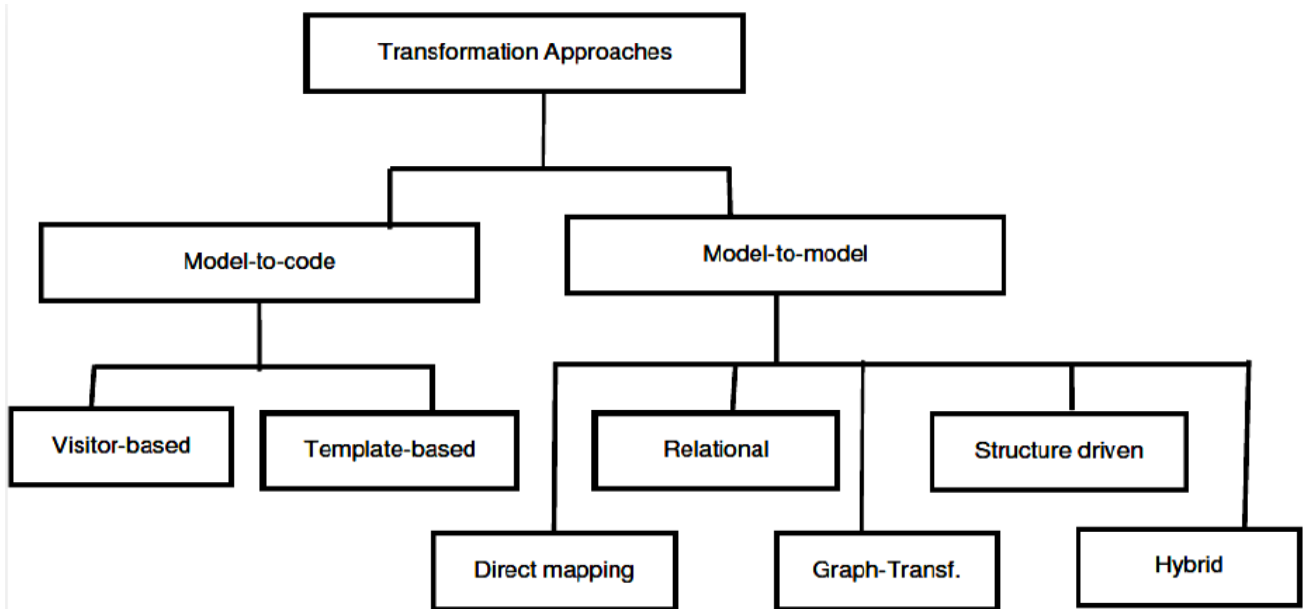 Transformation Approaches
Model-to-code
Model-to-model
Visitor-based
Template-based
Relational
Structure driven
Direct mapping
Graph-Transf.
Hybrid